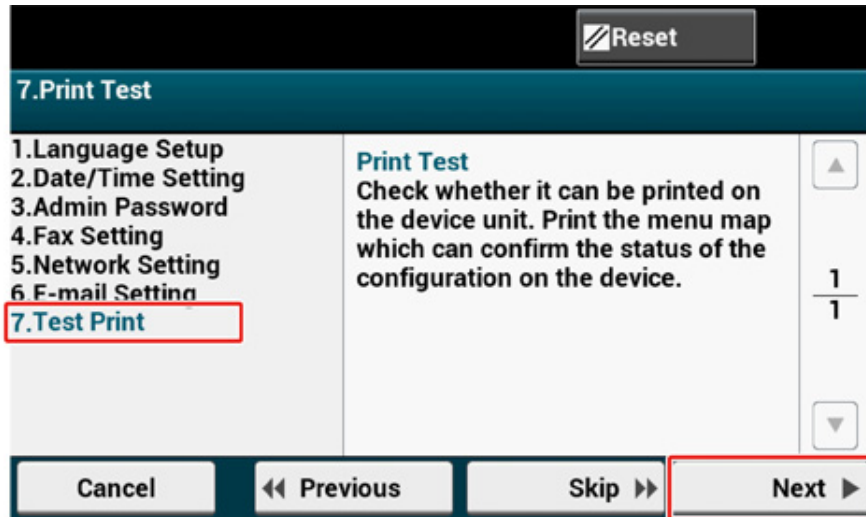 Reset
7.Print Test
1.Language Setup
2.Date/Time Setting
3.Admin Password
4.Fax Setting
5.Network Setting
6.E-mail Setting
7.Test Print
Print Test
Check whether it can be printed on
the device unit. Print the menu map
which can confirm the status of the
configuration on the device.
1
1
Cancel
Previous
Skip
Next